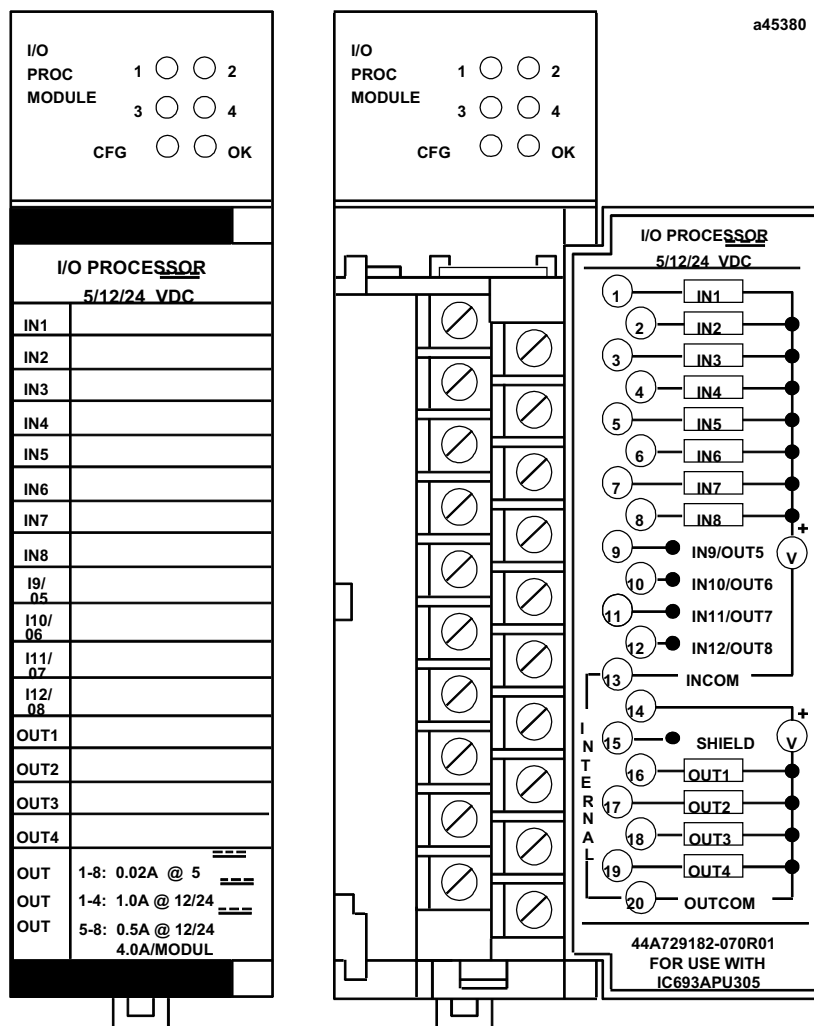 a45380
I/O
PROC
MODULE
1 2
3 4
CFG OK
I/O PROCESSOR
5/12/24 VDC
IN1
IN2
IN3
IN4
IN5
IN6
IN7
IN8
I9/
05
I10/
06
I11/
07
I12/
08
OUT1
OUT2
OUT3
OUT4
OUT 1-8: 0.02A @ 5
OUT 1-4: 1.0A @ 12/24
OUT 5-8: 0.5A @ 12/24
4.0A/MODUL
I/O
PROC
MODULE
1 2
3 4
CFG OK
I/O PROCESSOR
5/12/24 VDC
1 IN1
2 IN2
3 IN3
4 IN4
5 IN5
6 IN6
7 IN7
8 IN8
+
9 IN9/OUT5 V
10 IN10/OUT6
11 IN11/OUT7
12 IN12/OUT8
13 INCOM
14 +
15 SHIELD V
16 OUT1
17 OUT2
18 OUT3
19 OUT4
20 OUTCOM
INTERNAL
44A729182-070R01
FOR USE WITH
IC693APU305